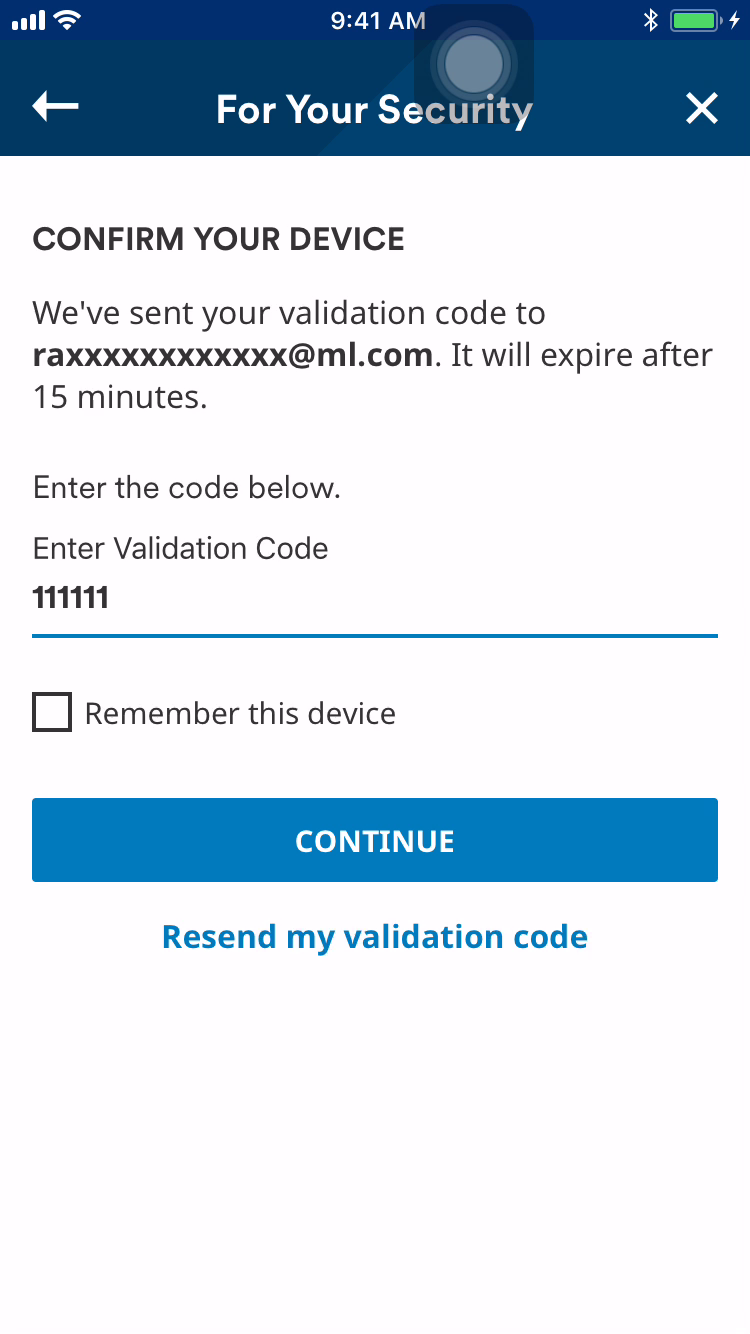 9:41 AM
For Your Security
CONFIRM YOUR DEVICE
We've sent your validation code to
raxxxxxxxxxxxx@ml.com. It will expire after
15 minutes.
Enter the code below.
Enter Validation Code
111111
Remember this device
CONTINUE
Resend my validation code